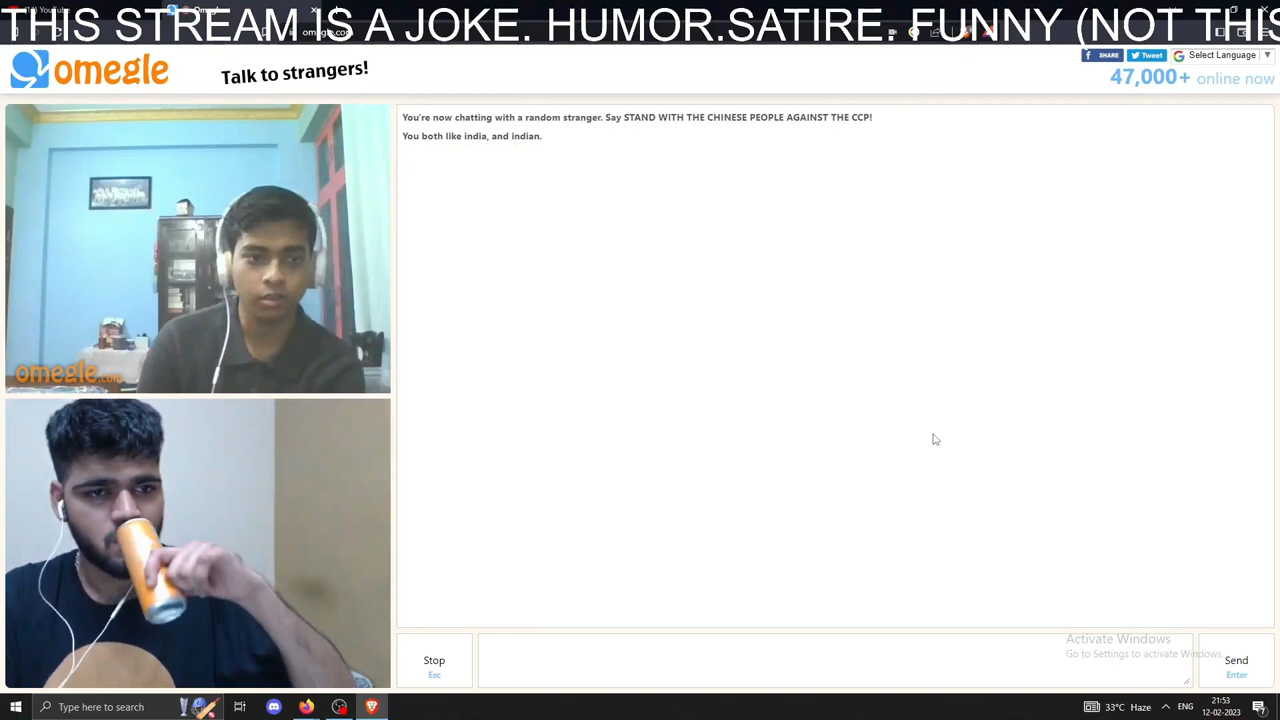 THIS STREAM IS A JOKE. HUMOR.SATIRE. FUNNY (NOT THIS
omegle
Talk to strangers!
SHARE
Tweet
Select Language
47,000+ online now
You're now chatting with a random stranger. Say STAND WITH THE CHINESE PEOPLE AGAINST THE CCP!
You both like india, and indian.
omegle.com
Stop
Esc
Activate Windows
Go to Settings to activate Windows.
Send
Enter
Type here to search
33°C Haze
ENG
21:53
12-02-2023